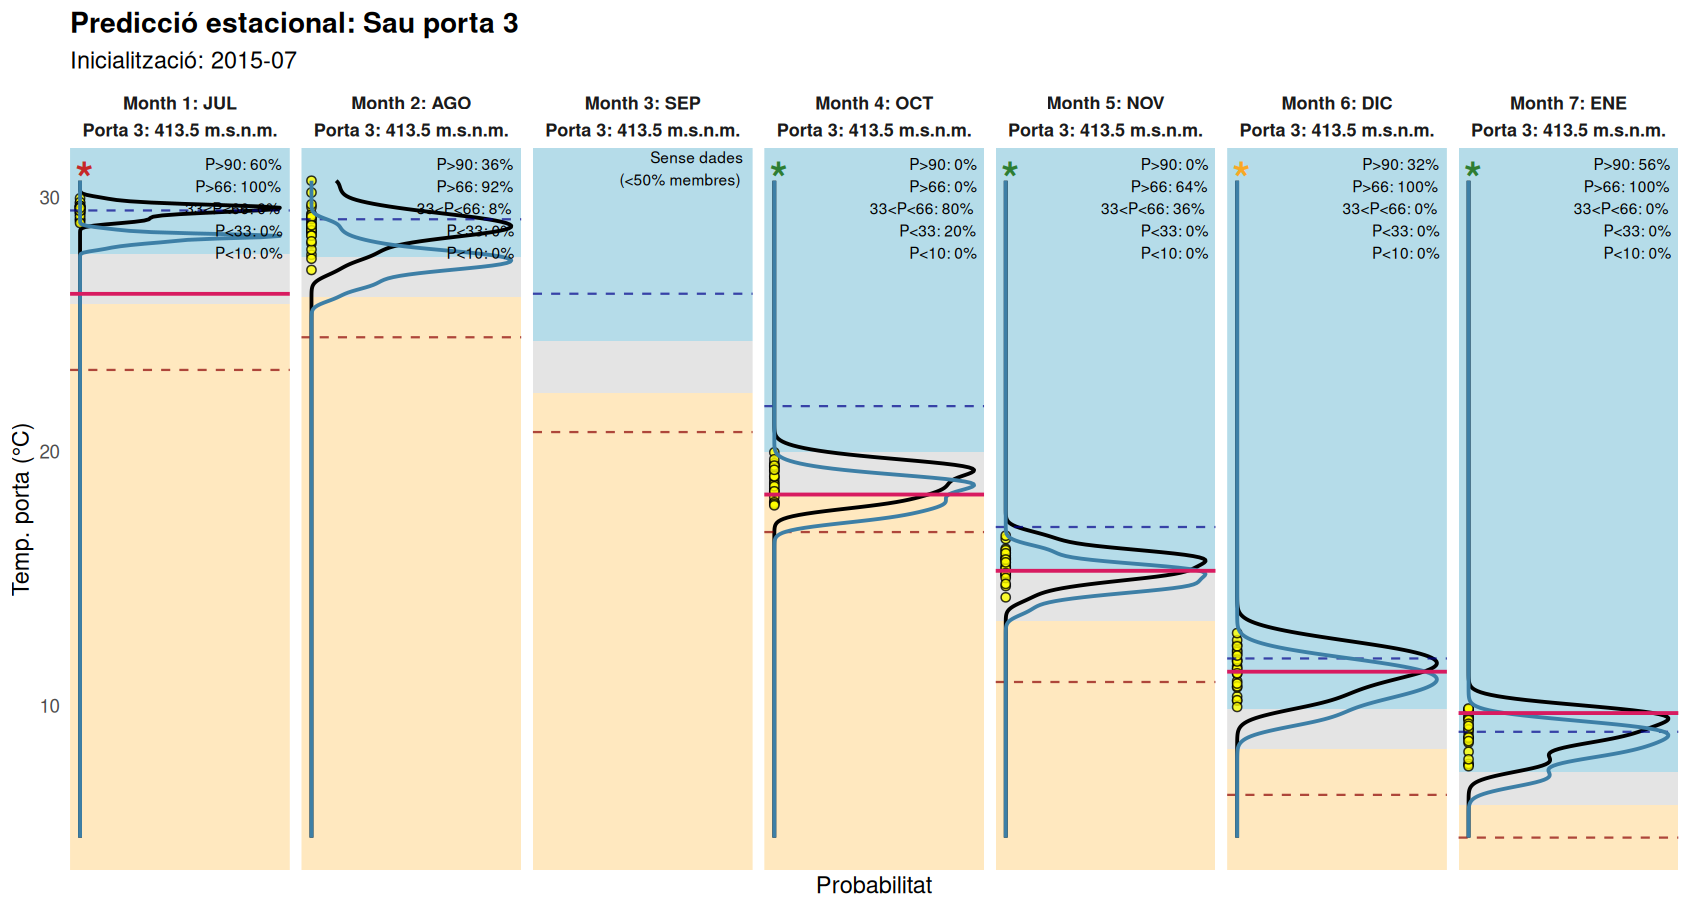 Predicció estacional: Sau porta 3
Inicialització: 2015-07
Month 1: JUL
Porta 3: 413.5 m.s.n.m.
Month 2: AGO
Porta 3: 413.5 m.s.n.m.
Month 3: SEP
Porta 3: 413.5 m.s.n.m.
Month 4: OCT
Porta 3: 413.5 m.s.n.m.
Month 5: NOV
Porta 3: 413.5 m.s.n.m.
Month 6: DIC
Porta 3: 413.5 m.s.n.m.
Month 7: ENE
Porta 3: 413.5 m.s.n.m.
Temp. porta (°C)
30
20
10
P>90: 60%
P>66: 100%
33<P<66: 0%
P<33: 0%
P<10: 0%
P>90: 36%
P>66: 92%
33<P<66: 8%
P<33: 0%
P<10: 0%
Sense dades
(<50% membres)
P>90: 0%
P>66: 0%
33<P<66: 80%
P<33: 20%
P<10: 0%
P>90: 0%
P>66: 64%
33<P<66: 36%
P<33: 0%
P<10: 0%
P>90: 32%
P>66: 100%
33<P<66: 0%
P<33: 0%
P<10: 0%
P>90: 56%
P>66: 100%
33<P<66: 0%
P<33: 0%
P<10: 0%
Probabilitat